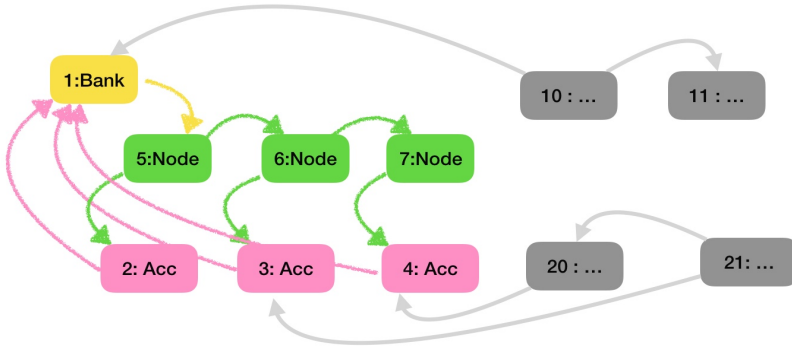 1:Bank
10 : ...
11 : ...
5:Node
6:Node
7:Node
2: Acc
3: Acc
4: Acc
20 : ...
21: ...